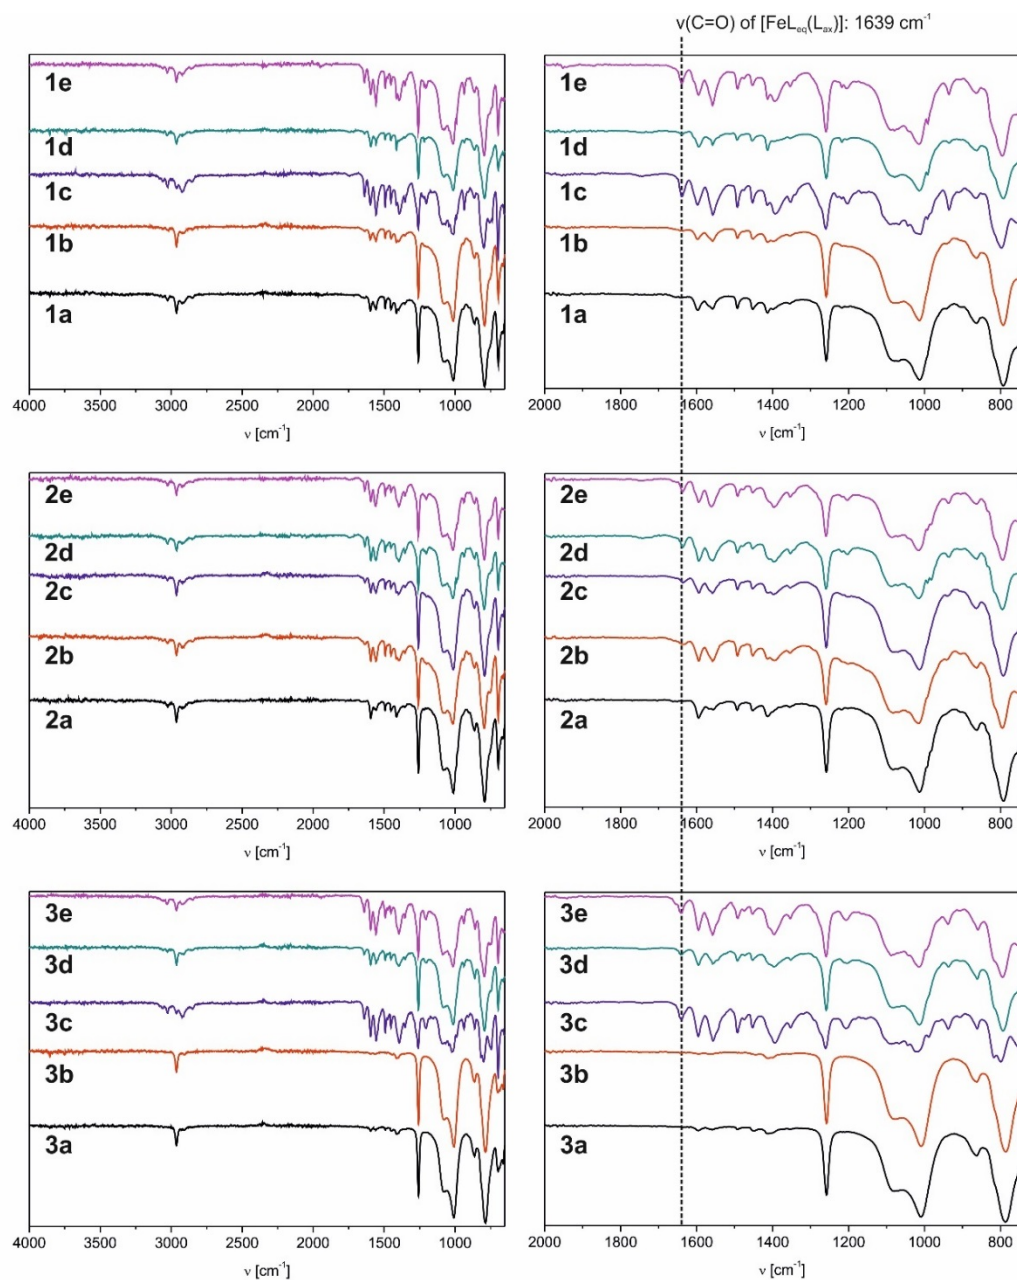 ν(C=O) of [FeLeq(Lax)]: 1639 cm-1
1e
1d
1c
1b
1a
4000 3500 3000 2500 2000 1500 1000
ν [cm-1]
1e
1d
1c
1b
1a
2000 1800 1600 1400 1200 1000 800
ν [cm-1]
2e
2d
2c
2b
2a
4000 3500 3000 2500 2000 1500 1000
ν [cm-1]
2e
2d
2c
2b
2a
2000 1800 1600 1400 1200 1000 800
ν [cm-1]
3e
3d
3c
3b
3a
4000 3500 3000 2500 2000 1500 1000
ν [cm-1]
3e
3d
3c
3b
3a
2000 1800 1600 1400 1200 1000 800
ν [cm-1]